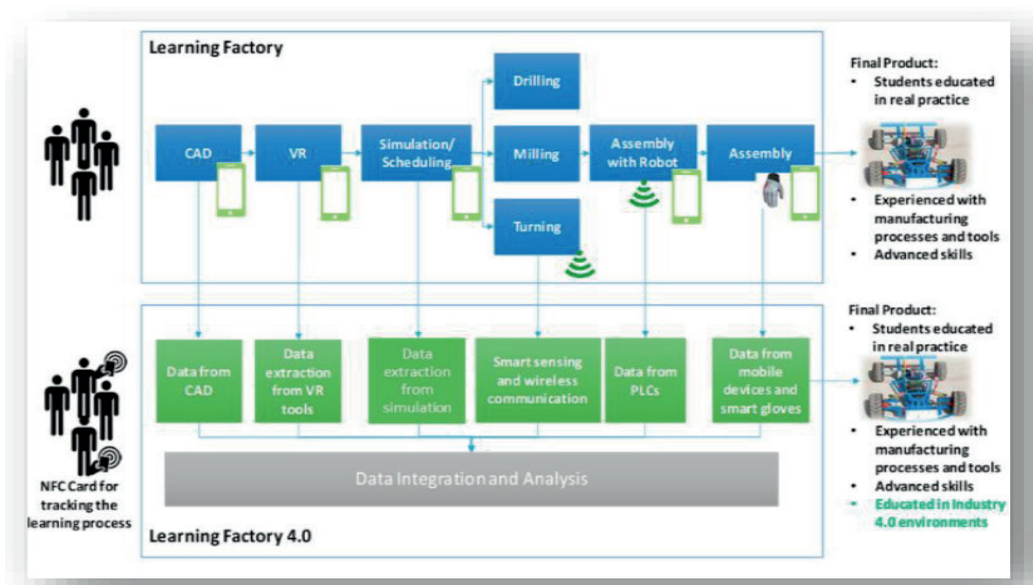 Learning Factory
Drilling
CAD
VR
Simulation/
Scheduling
Milling
Assembly
with Robot
Assembly
Turning
Final Product:
• Students educated
in real practice
• Experienced with
manufacturing
processes and tools
• Advanced skills
Data from
CAD
Data
extraction
from VR
tools
Data
extraction
from
simulation
Smart sensing
and wireless
communication
Data from
PLCs
Data from
mobile
devices and
smart gloves
Data Integration and Analysis
NFC Card for
tracking the
learning process
Learning Factory 4.0
Final Product:
• Students educated
in real practice
• Experienced with
manufacturing
processes and tools
• Advanced skills
• Educated in Industry
4.0 environments